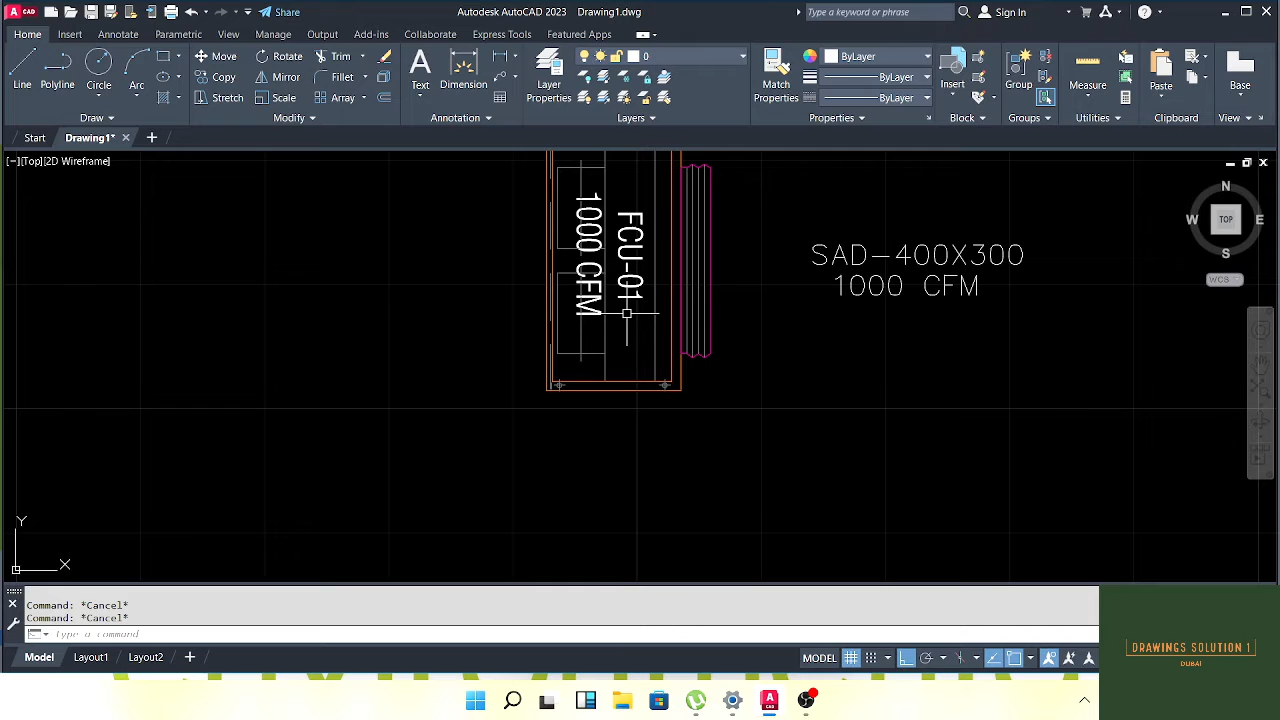 CAD
Share
Autodesk AutoCAD 2023 Drawing1.dwg
Type a keyword or phrase
Sign In
Home Insert Annotate Parametric View Manage Output Add-ins Collaborate Express Tools Featured Apps
Move Rotate Trim
Copy Mirror Fillet
Stretch Scale Array
Line Polyline Circle Arc
Text Dimension
Layer Properties
0
Match Properties
ByLayer
ByLayer
ByLayer
Insert
Group
Measure
Paste
Base
Draw Modify Annotation Layers Properties Block Groups Utilities Clipboard View
Start Drawing1*
[−][Top][2D Wireframe]
N
W TOP E
S
WCS
FCU-01
1000 CFM
SAD-400X300
1000 CFM
Y
X
Command: *Cancel*
Command: *Cancel*
Type a command
Model Layout1 Layout2
MODEL
DRAWINGS SOLUTION 1
DUBAI